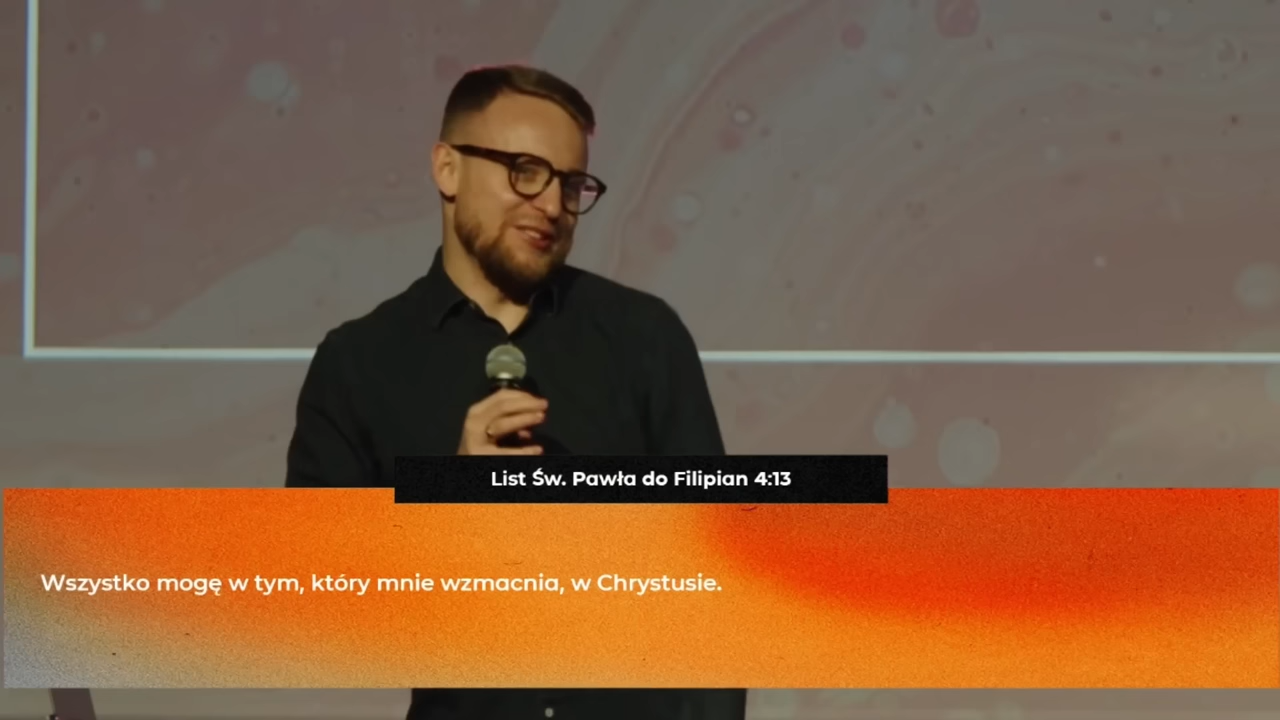 List Św. Pawła do Filipian 4:13
Wszystko mogę w tym, który mnie wzmacnia, w Chrystusie.